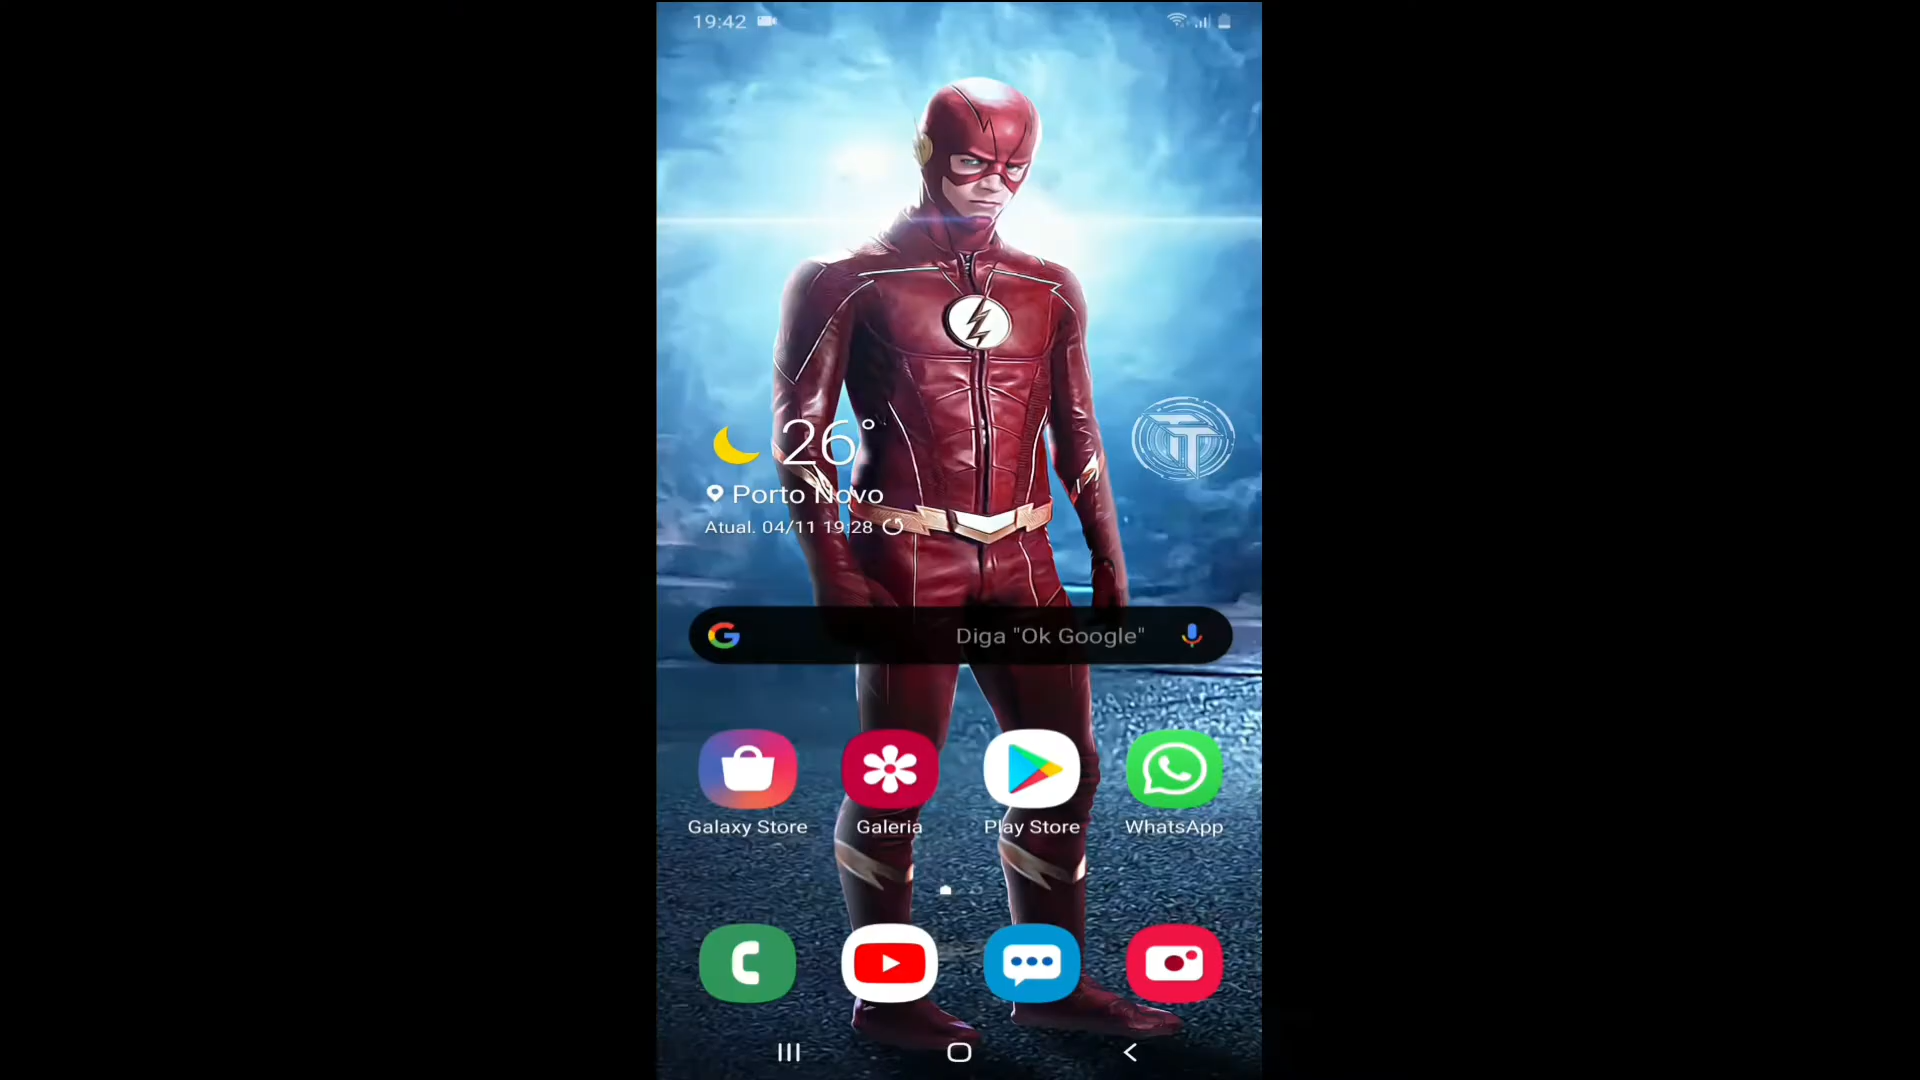 19:42
26°
Porto Novo
Atual. 04/11 19:28
Diga "Ok Google"
Galaxy Store
Galeria
Play Store
WhatsApp